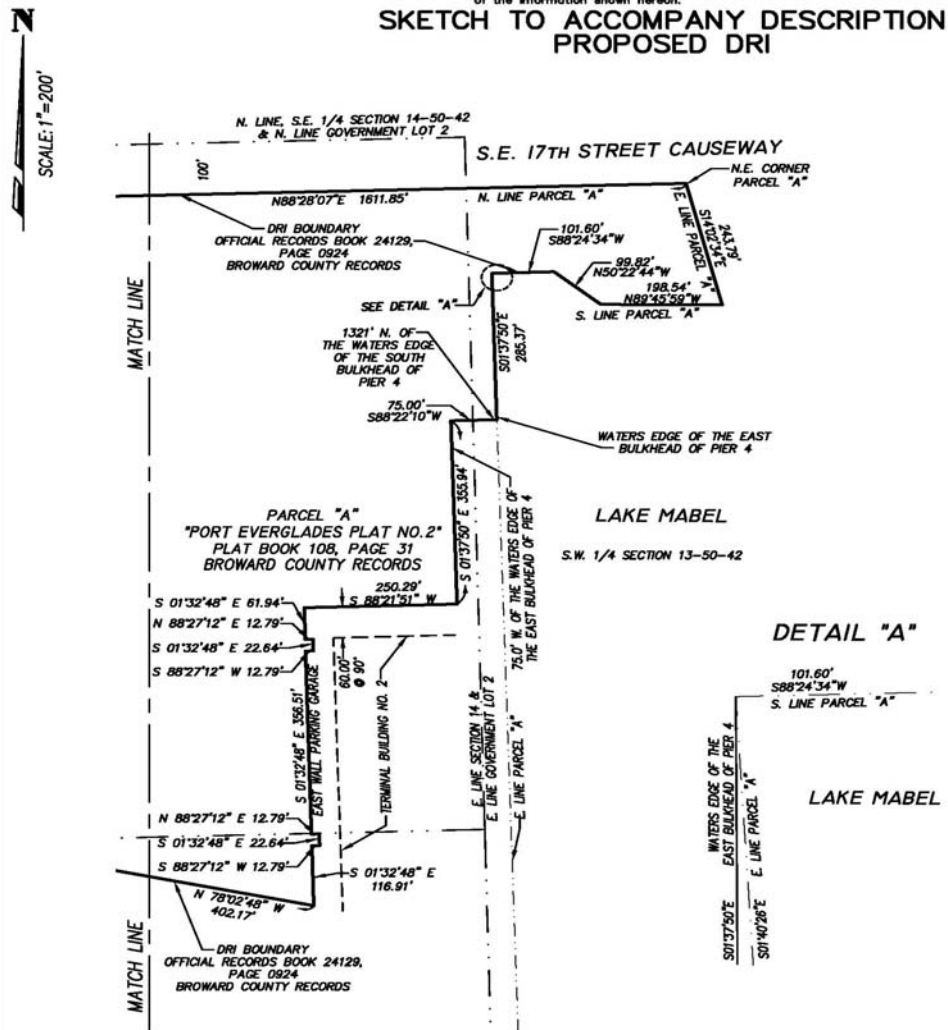 of the information shown hereon.
SKETCH TO ACCOMPANY DESCRIPTION
PROPOSED DRI
N
SCALE: 1"=200'
N. LINE, S.E. 1/4 SECTION 14-50-42
& N. LINE GOVERNMENT LOT 2
S.E. 17TH STREET CAUSEWAY
N.E. CORNER
PARCEL "A"
100'
N88°28'07"E 1611.85'
N. LINE PARCEL "A"
E. LINE PARCEL "A"
S14°02'54"E
243.79'
DRI BOUNDARY
OFFICIAL RECORDS BOOK 24129,
PAGE 0924
BROWARD COUNTY RECORDS
101.60'
S88°24'34"W
99.82'
N50°22'44"W
198.54'
N89°45'59"W
S. LINE PARCEL "A"
SEE DETAIL "A"
MATCH LINE
1321' N. OF
THE WATERS EDGE
OF THE SOUTH
BULKHEAD OF
PIER 4
S01°37'50"E
285.37'
75.00'
S88°22'10"W
WATERS EDGE OF THE EAST
BULKHEAD OF PIER 4
S 01°37'50" E 355.94'
75.0' W. OF THE WATERS EDGE OF
THE EAST BULKHEAD OF PIER 4
LAKE MABEL
S.W. 1/4 SECTION 13-50-42
PARCEL "A"
"PORT EVERGLADES PLAT NO.2"
PLAT BOOK 108, PAGE 31
BROWARD COUNTY RECORDS
250.29'
S 88°21'51" W
S 01°32'48" E 61.94'
N 88°27'12" E 12.79'
S 01°32'48" E 22.64'
S 88°27'12" W 12.79'
60.00'
@ 90°
S 01°32'48" E 356.51'
EAST WALL PARKING GARAGE
TERMINAL BUILDING NO. 2
E. LINE SECTION 14 &
E. LINE GOVERNMENT LOT 2
E. LINE PARCEL "A"
N 88°27'12" E 12.79'
S 01°32'48" E 22.64'
S 88°27'12" W 12.79'
S 01°32'48" E
116.91'
N 78°02'48" W
402.17'
DRI BOUNDARY
OFFICIAL RECORDS BOOK 24129,
PAGE 0924
BROWARD COUNTY RECORDS
MATCH LINE
DETAIL "A"
101.60'
S88°24'34"W
S. LINE PARCEL "A"
WATERS EDGE OF THE
EAST BULKHEAD OF PIER 4
S01°37'50"E
E. LINE PARCEL "A"
S01°40'26"E
LAKE MABEL